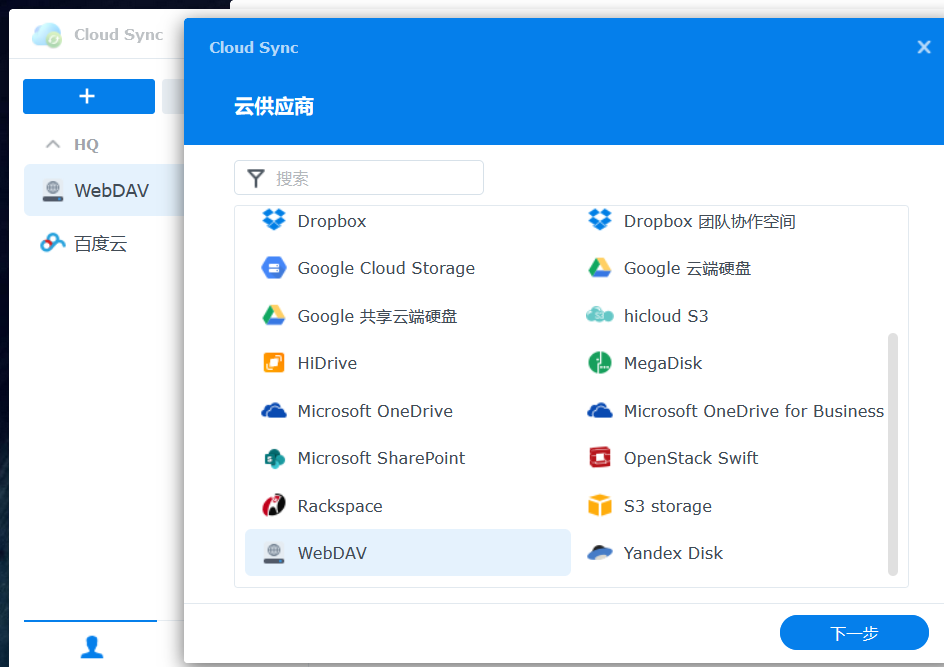 Cloud Sync
HQ
WebDAV
百度云
Cloud Sync
云供应商
搜索
Dropbox
Dropbox 团队协作空间
Google Cloud Storage
Google 云端硬盘
Google 共享云端硬盘
hicloud S3
HiDrive
MegaDisk
Microsoft OneDrive
Microsoft OneDrive for Business
Microsoft SharePoint
OpenStack Swift
Rackspace
S3 storage
WebDAV
Yandex Disk
下一步